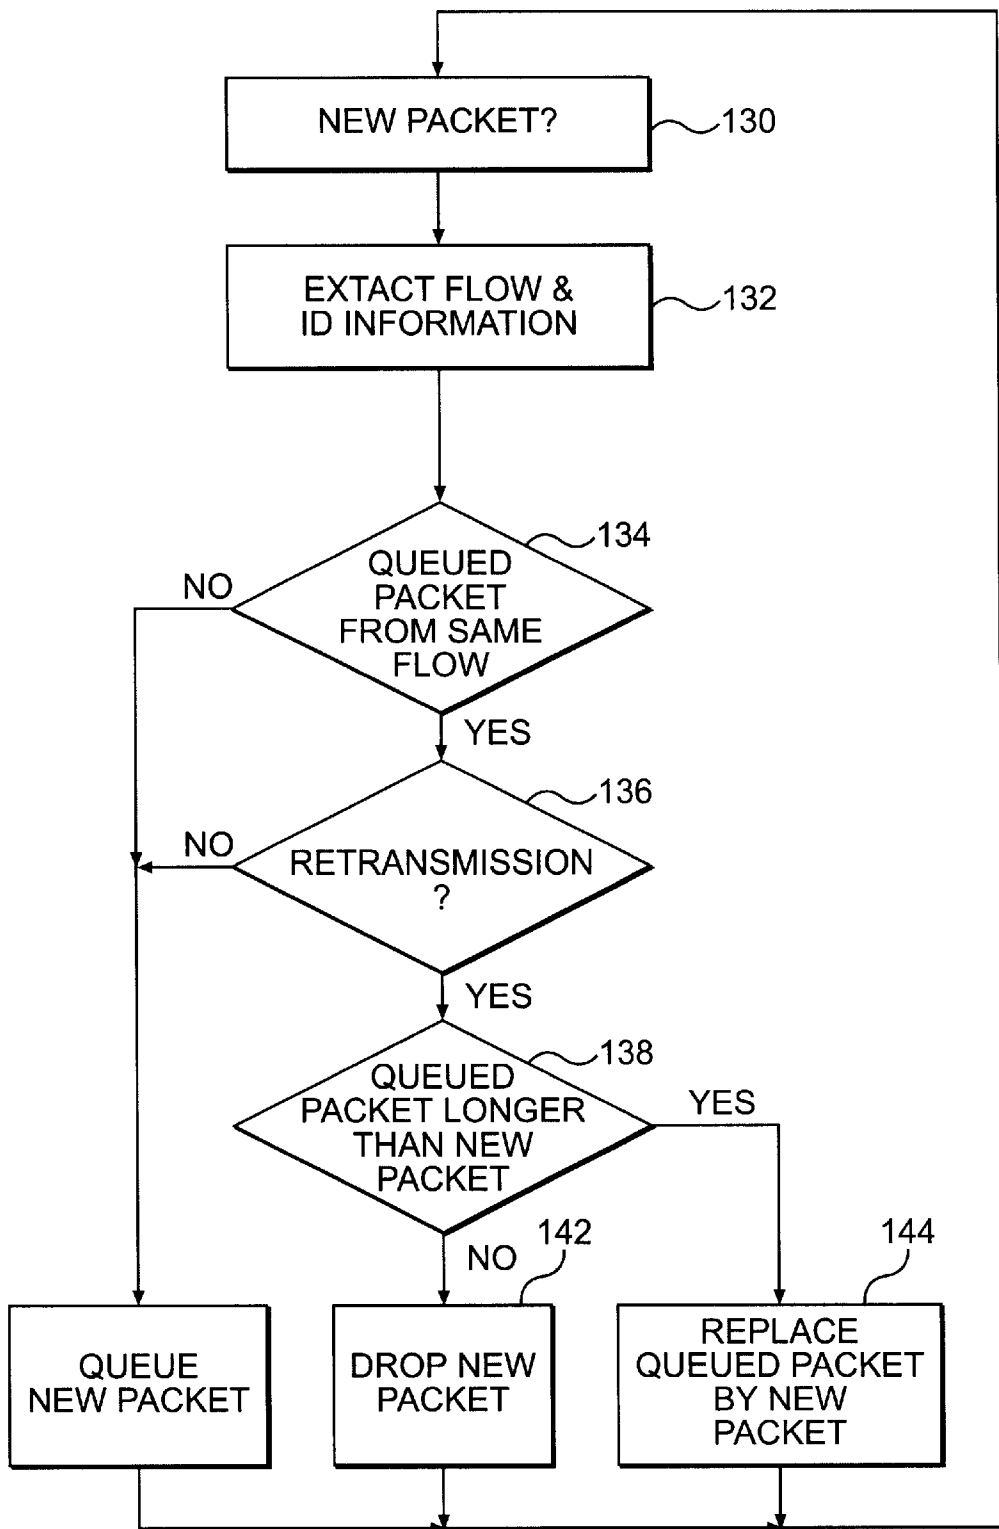 NEW PACKET?
130
EXTACT FLOW &
ID INFORMATION
132
134
QUEUED
PACKET
FROM SAME
FLOW
NO
YES
136
NO
RETRANSMISSION
?
YES
138
QUEUED
PACKET LONGER
THAN NEW
PACKET
YES
NO
142
144
QUEUE
NEW PACKET
DROP NEW
PACKET
REPLACE
QUEUED PACKET
BY NEW
PACKET